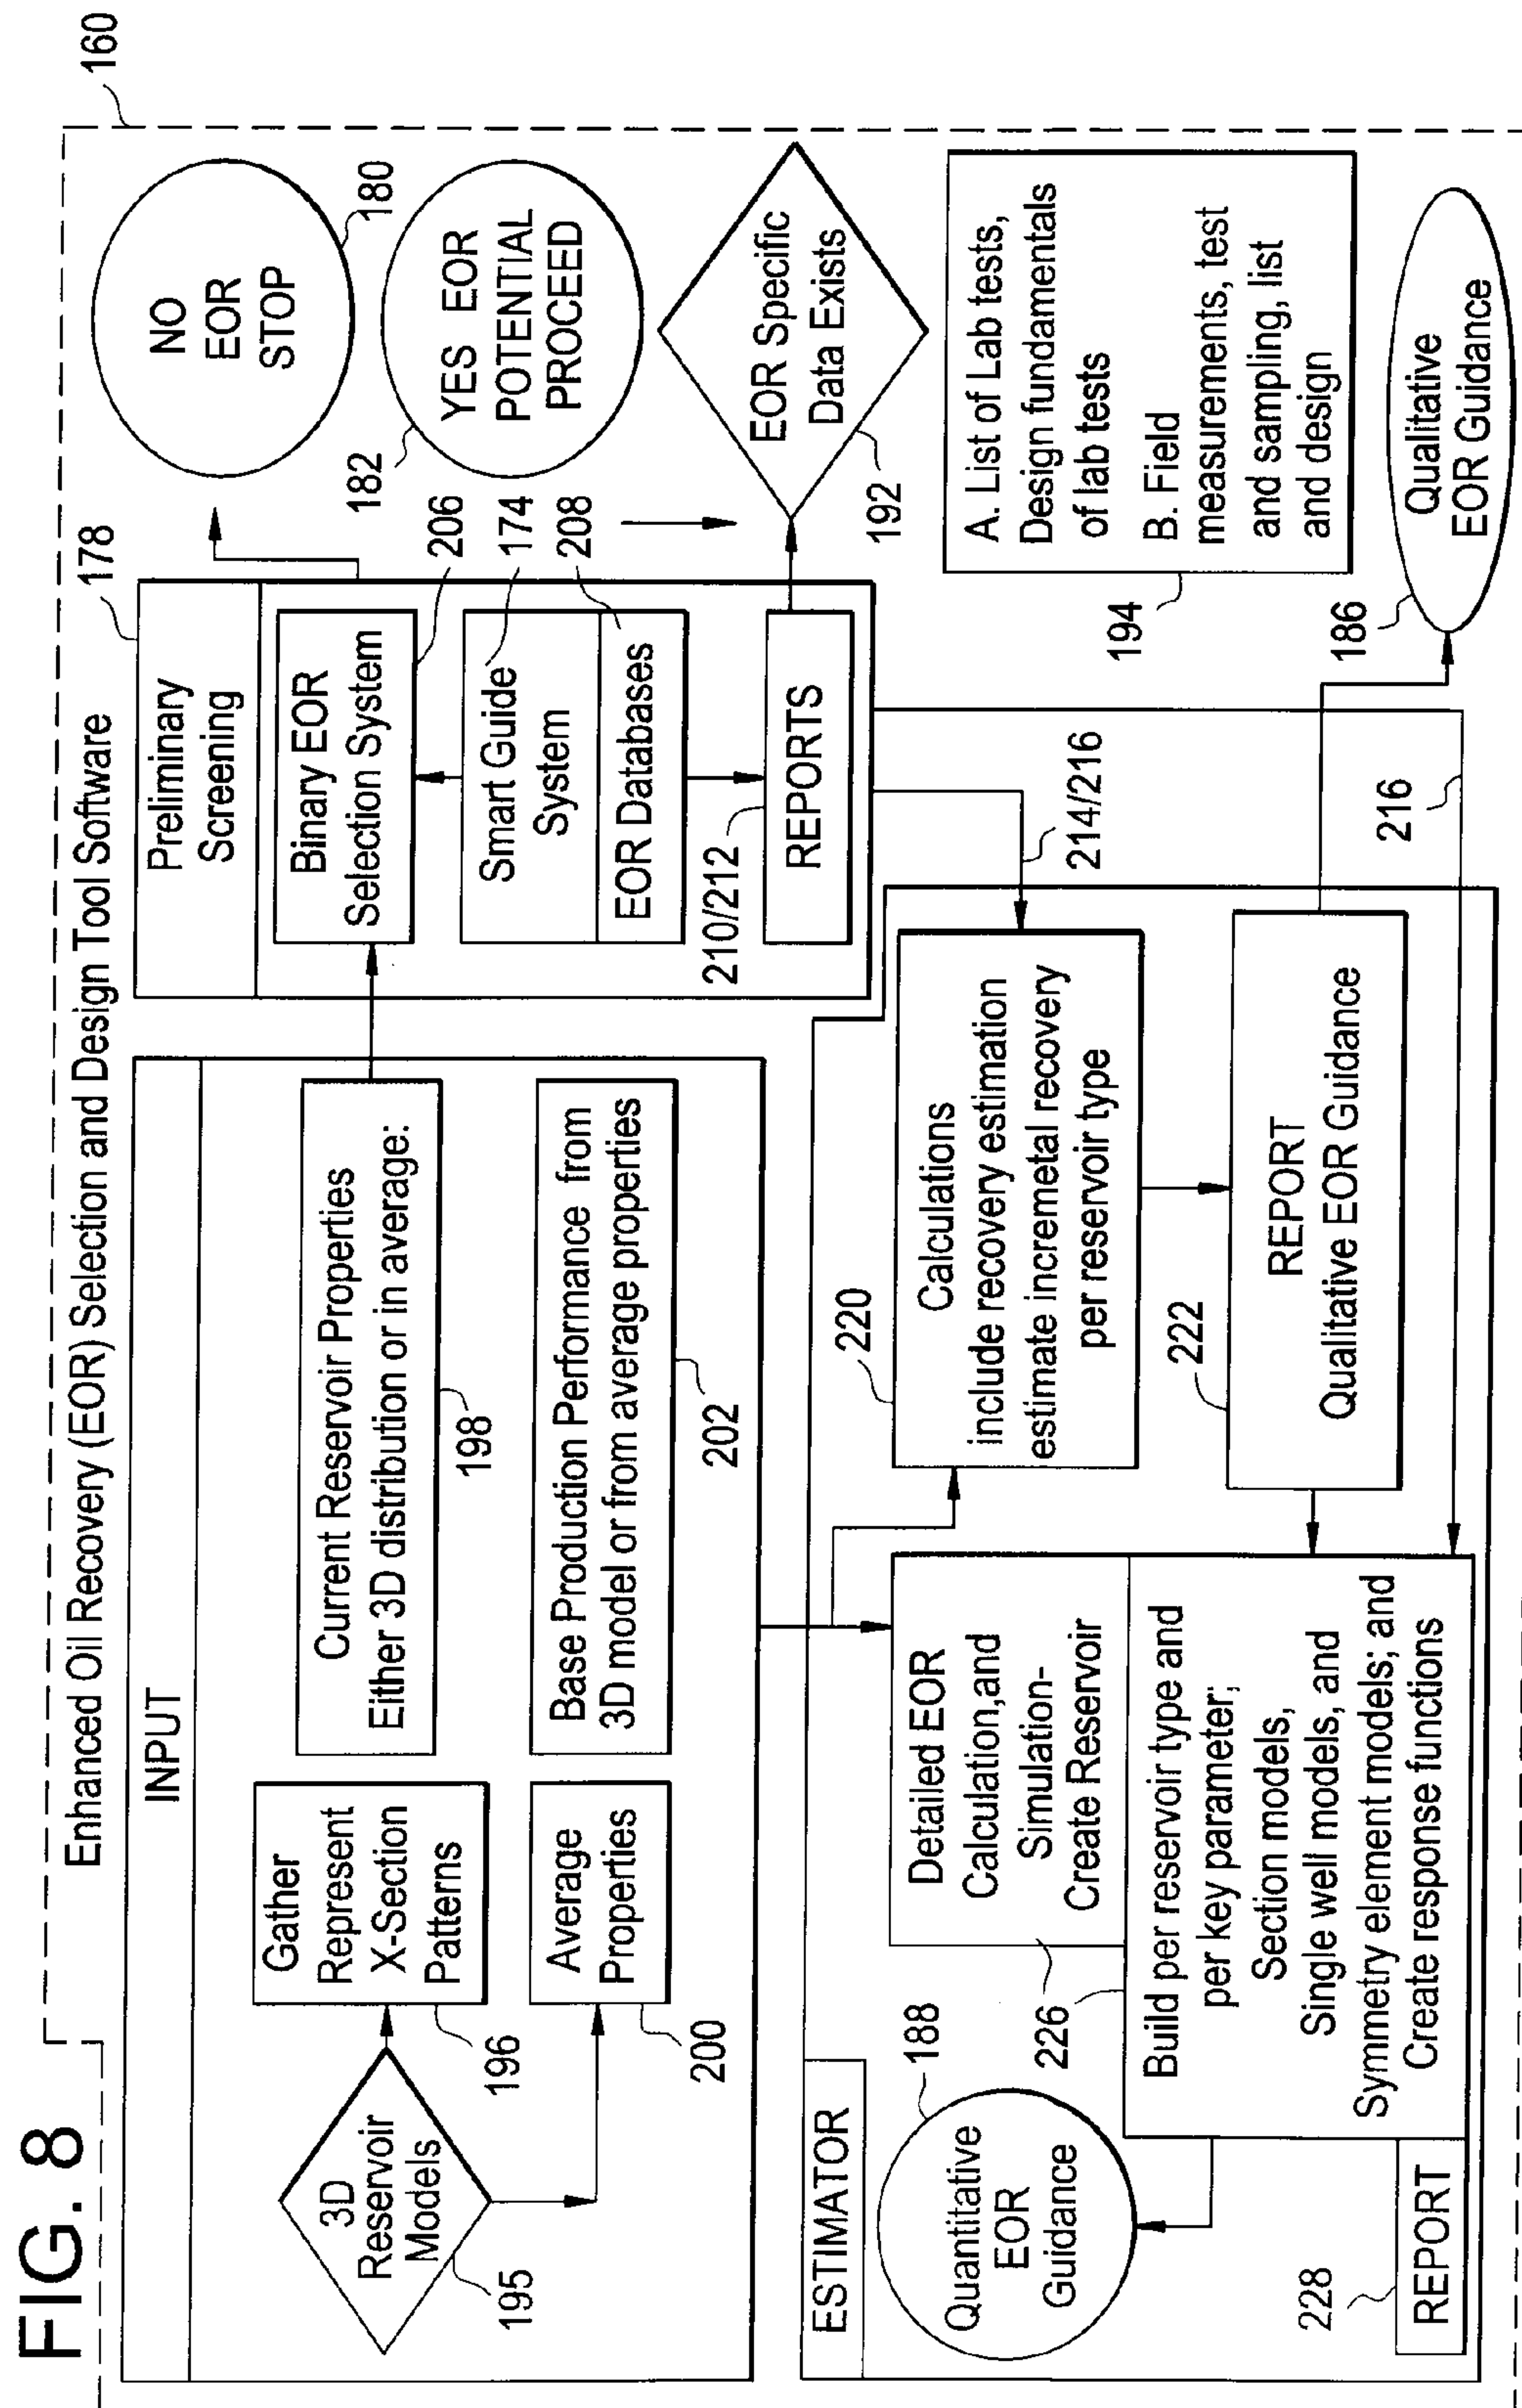 FIG. 8
160
Enhanced Oil Recovery (EOR) Selection and Design Tool Software
INPUT
3D
Reservoir
Models
195
Gather
Represent
X-Section
Patterns
196
Current Reservoir Properties
Either 3D distribution or in average:
198
Average
Properties
200
Base Production Performance from
3D model or from average properties
202
178
Preliminary
Screening
Binary EOR
Selection System
206
Smart Guide
System
174
EOR Databases
208
REPORTS
210/212
NO
EOR
STOP
180
YES EOR
POTENTIAL
PROCEED
182
EOR Specific
Data Exists
192
A. List of Lab tests,
Design fundamentals
of lab tests
B. Field
measurements, test
and sampling, list
and design
194
Qualitative
EOR Guidance
186
214/216
216
ESTIMATOR
Quantitative
EOR
Guidance
188
Detailed EOR
Calculation,and
Simulation-
Create Reservoir
226
Build per reservoir type and
per key parameter;
Section models,
Single well models, and
Symmetry element models; and
Create response functions
REPORT
228
Calculations
include recovery estimation
estimate incremetal recovery
per reservoir type
220
REPORT
Qualitative EOR Guidance
222